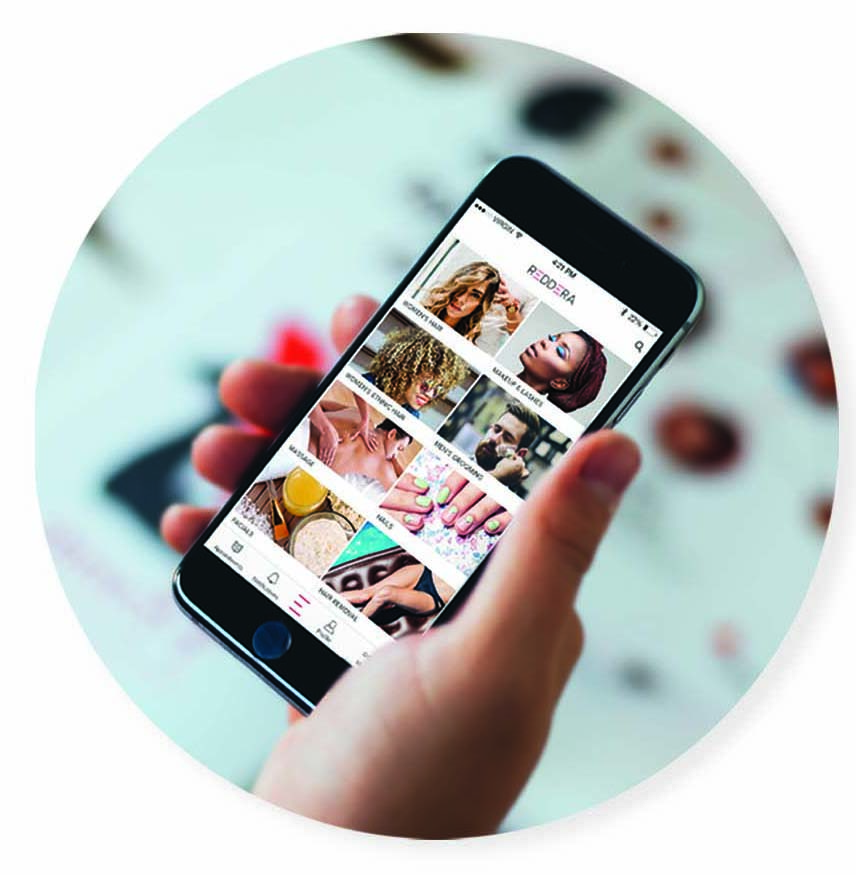 VIRGIN
4:21 PM
22%
REDDERA
WOMEN'S HAIR
MAKEUP & LASHES
WOMEN'S ETHNIC HAIR
MEN'S GROOMING
MASSAGE
NAILS
FACIALS
HAIR REMOVAL
Appointments
Notifications
Profile